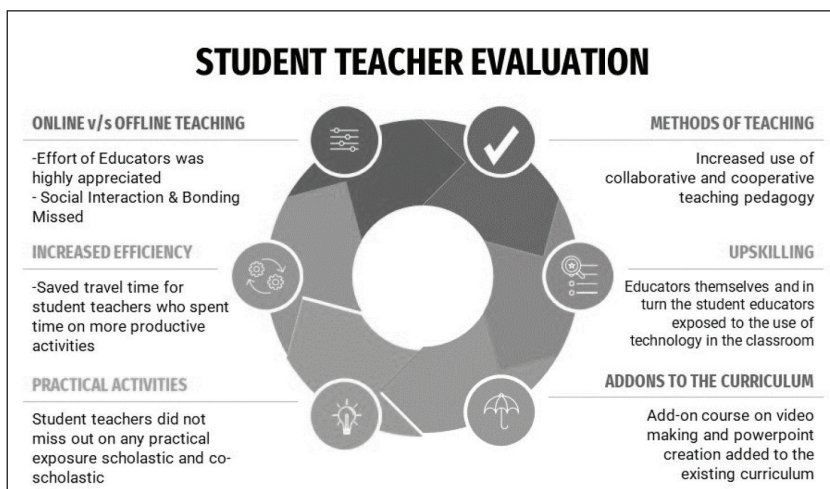 STUDENT TEACHER EVALUATION
ONLINE v/s OFFLINE TEACHING
-Effort of Educators was
highly appreciated
- Social Interaction & Bonding
Missed
INCREASED EFFICIENCY
-Saved travel time for
student teachers who spent
time on more productive
activities
PRACTICAL ACTIVITIES
Student teachers did not
miss out on any practical
exposure scholastic and co-
scholastic
METHODS OF TEACHING
Increased use of
collaborative and cooperative
teaching pedagogy
UPSKILLING
Educators themselves and in
turn the student educators
exposed to the use of
technology in the classroom
ADDONS TO THE CURRICULUM
Add-on course on video
making and powerpoint
creation added to the
existing curriculum